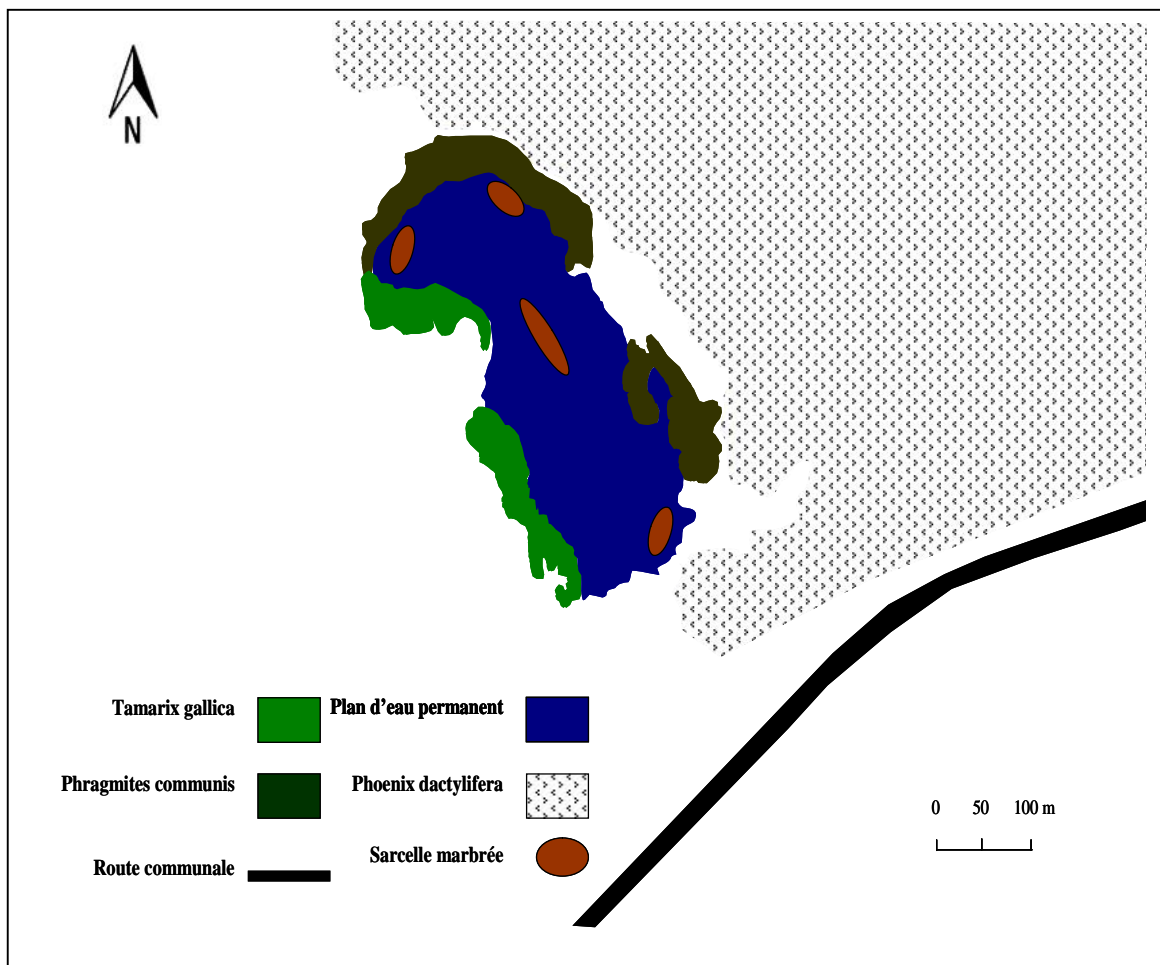 N
Tamarix gallica
Plan d'eau permanent
Phragmites communis
Phoenix dactylifera
Route communale
Sarcelle marbrée
0 50 100 m